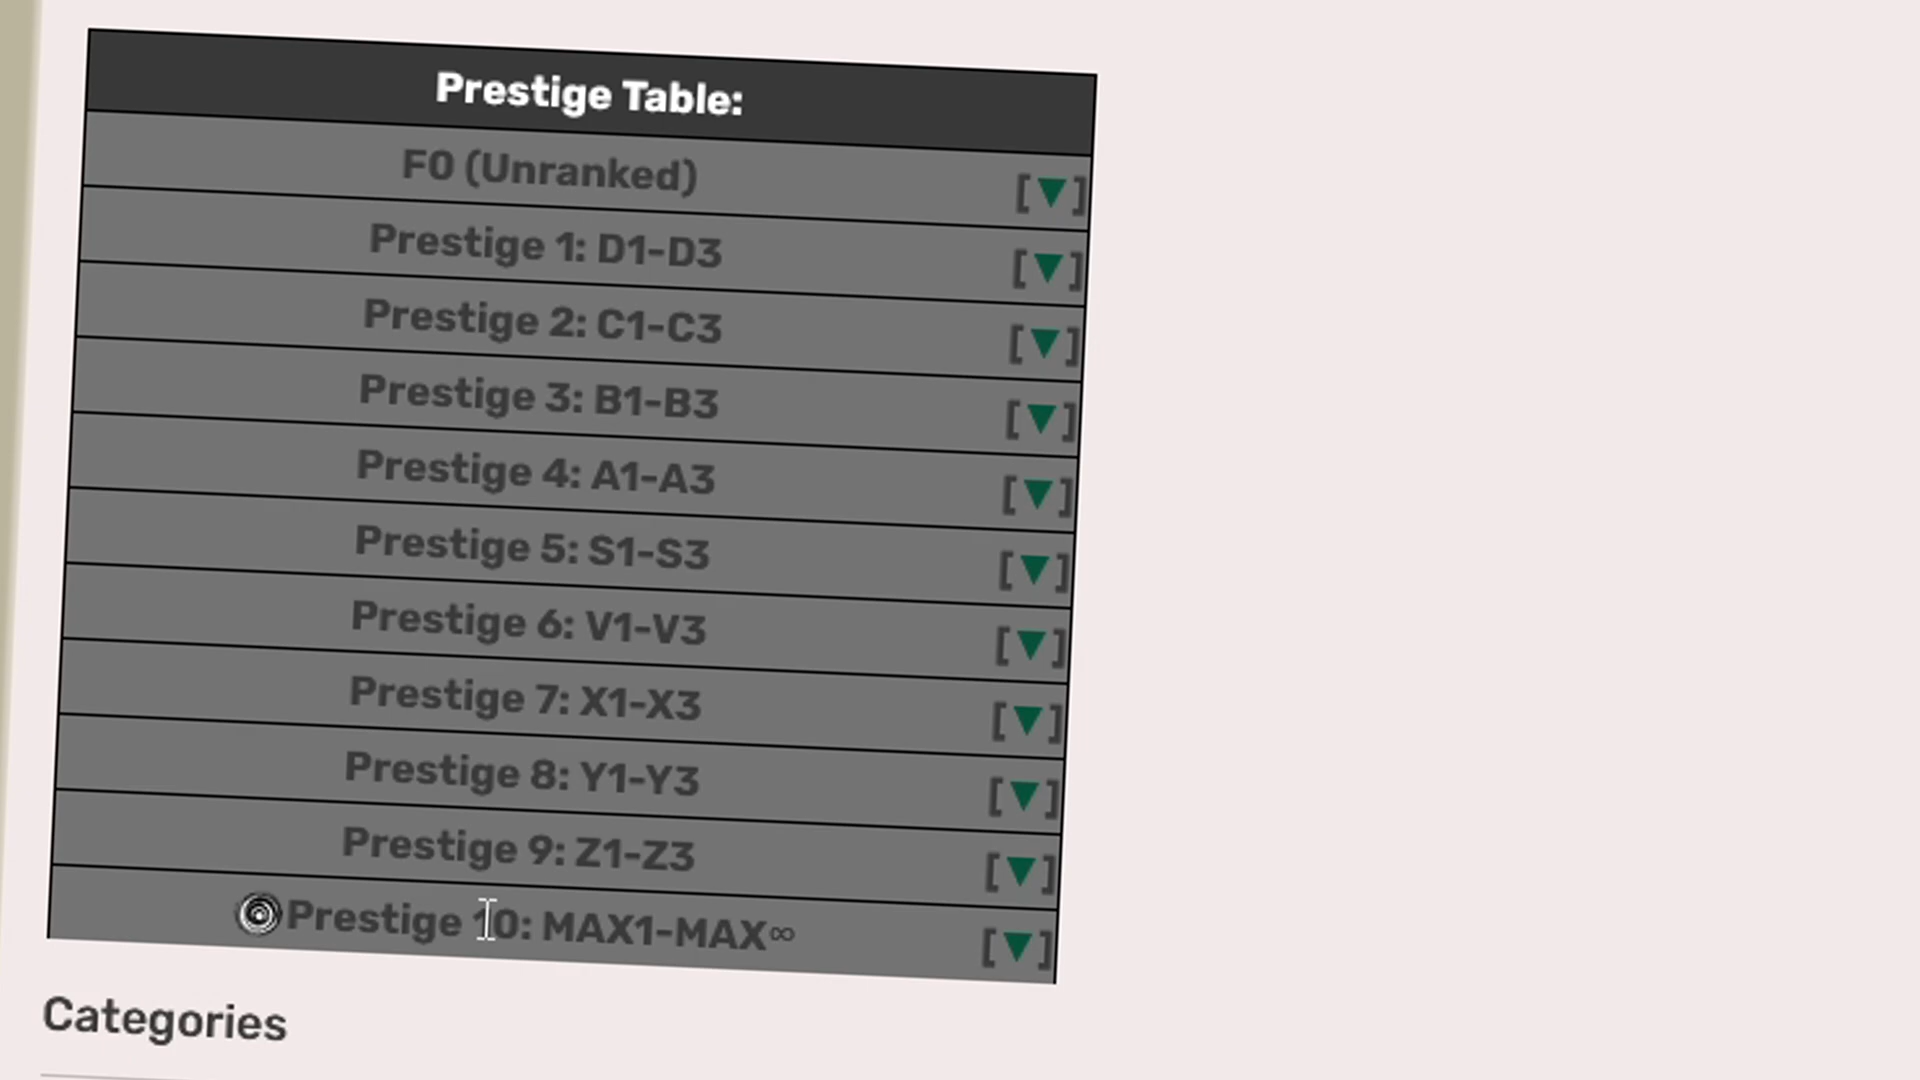 Prestige Table:
F0 (Unranked) [▼]
Prestige 1: D1-D3 [▼]
Prestige 2: C1-C3 [▼]
Prestige 3: B1-B3 [▼]
Prestige 4: A1-A3 [▼]
Prestige 5: S1-S3 [▼]
Prestige 6: V1-V3 [▼]
Prestige 7: X1-X3 [▼]
Prestige 8: Y1-Y3 [▼]
Prestige 9: Z1-Z3 [▼]
Prestige 10: MAX1-MAX∞ [▼]
Categories